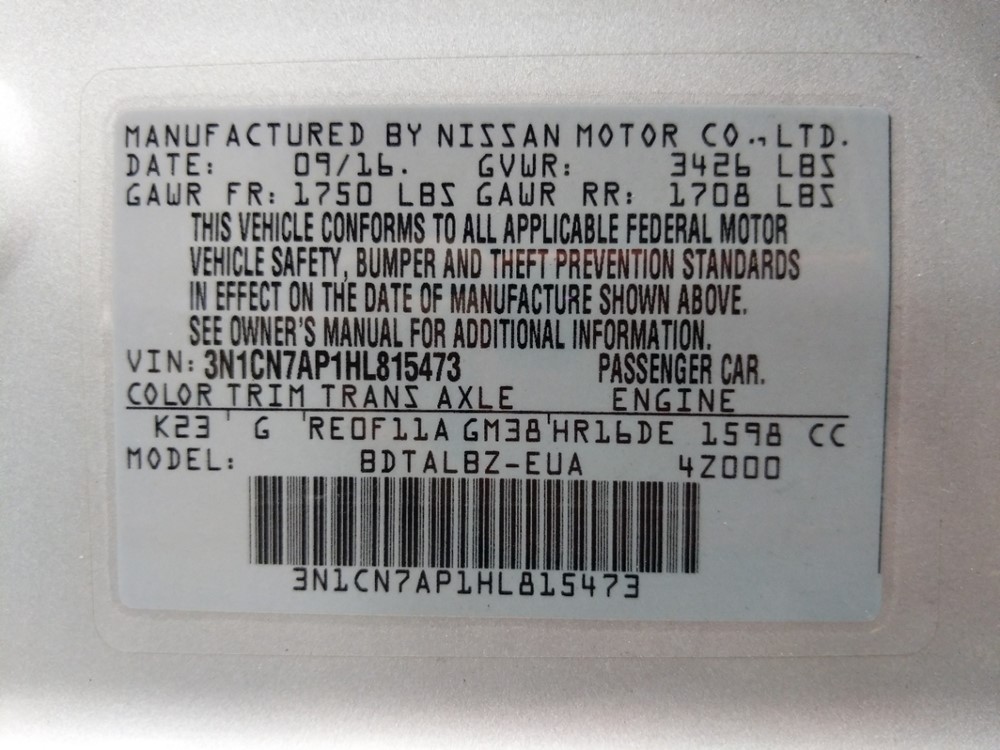 MANUFACTURED BY NISSAN MOTOR CO., LTD.
DATE: 09/16. GVWR: 3426 LBS
GAWR FR: 1750 LBS GAWR RR: 1708 LBS
THIS VEHICLE CONFORMS TO ALL APPLICABLE FEDERAL MOTOR
VEHICLE SAFETY, BUMPER AND THEFT PREVENTION STANDARDS
IN EFFECT ON THE DATE OF MANUFACTURE SHOWN ABOVE.
SEE OWNER'S MANUAL FOR ADDITIONAL INFORMATION.
VIN: 3N1CN7AP1HL815473 PASSENGER CAR.
COLOR TRIM TRANS AXLE ENGINE
K23 ' G 'RE0F11A GM38'HR16DE 1598 CC
MODEL: BDTALBZ-EUA 4Z000
3N1CN7AP1HL815473